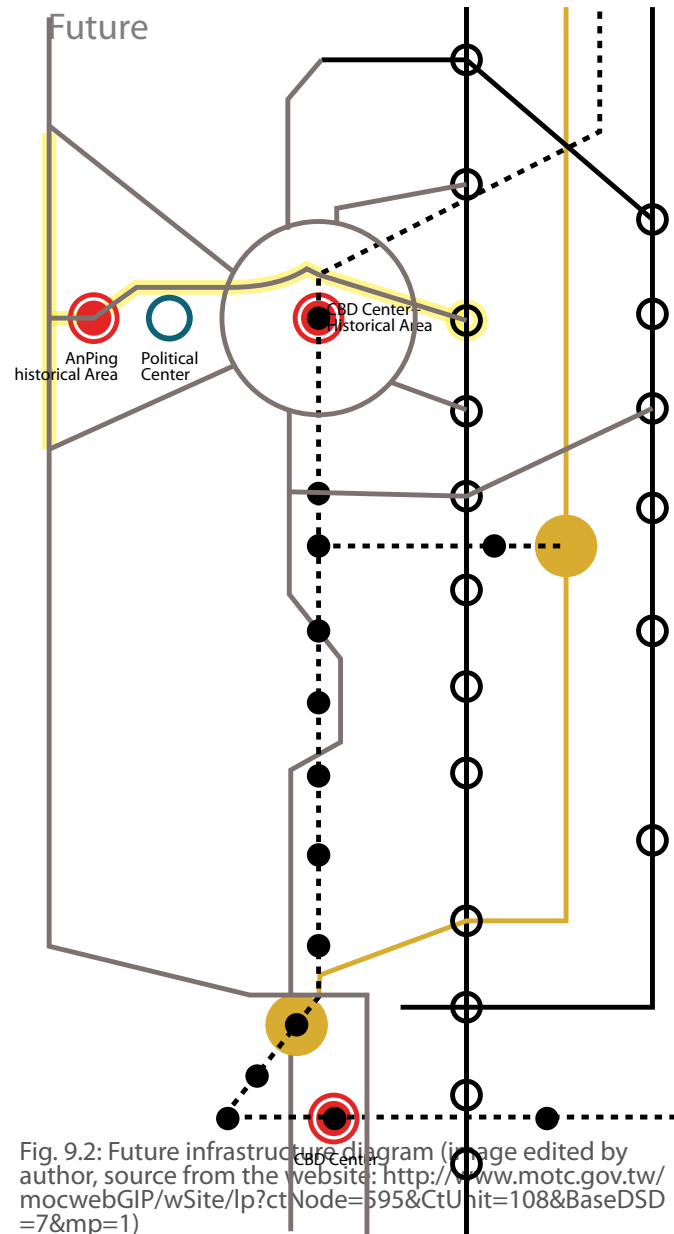 Future
CBD Center+
Historical Area
AnPing
historical Area
Political
Center
CBD Center
Fig. 9.2: Future infrastructure diagram (image edited by
author, source from the website: http://www.motc.gov.tw/
mocwebGIP/wSite/lp?ctNode=595&CtUnit=108&BaseDSD
=7&mp=1)